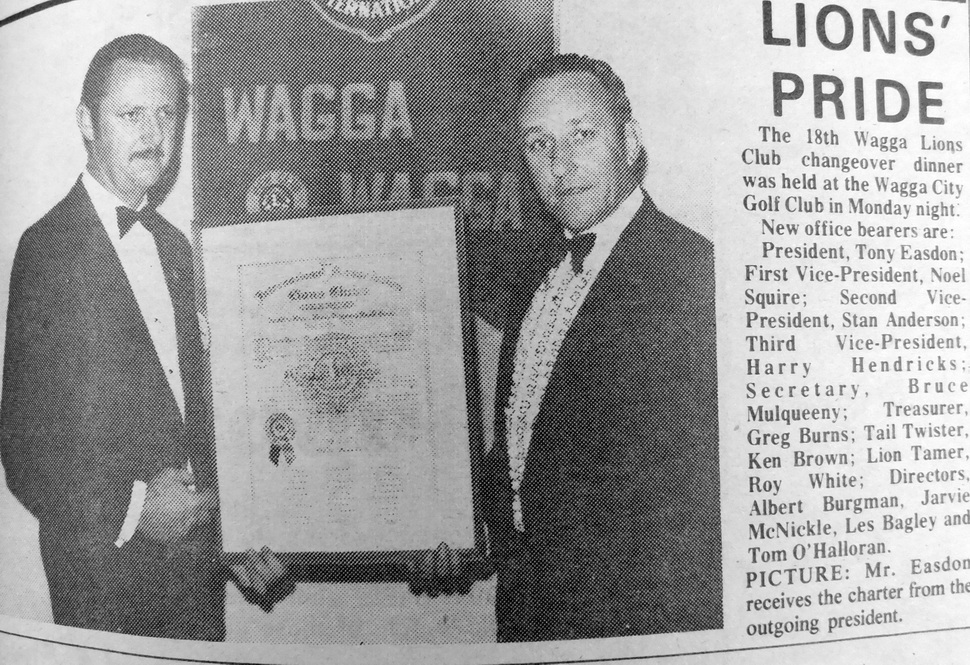 INTERNATIONAL
WAGGA
WAGGA
LIONS'
PRIDE
The 18th Wagga Lions
Club changeover dinner
was held at the Wagga City
Golf Club in Monday night.
New office bearers are:
President, Tony Easdon;
First Vice-President, Noel
Squire; Second Vice-
President, Stan Anderson;
Third Vice-President,
Harry Hendricks;
Secretary, Bruce
Mulqueeny; Treasurer,
Greg Burns; Tail Twister,
Ken Brown; Lion Tamer,
Roy White; Directors,
Albert Burgman, Jarvie
McNickle, Les Bagley and
Tom O'Halloran.
PICTURE: Mr. Easdon
receives the charter from the
outgoing president.